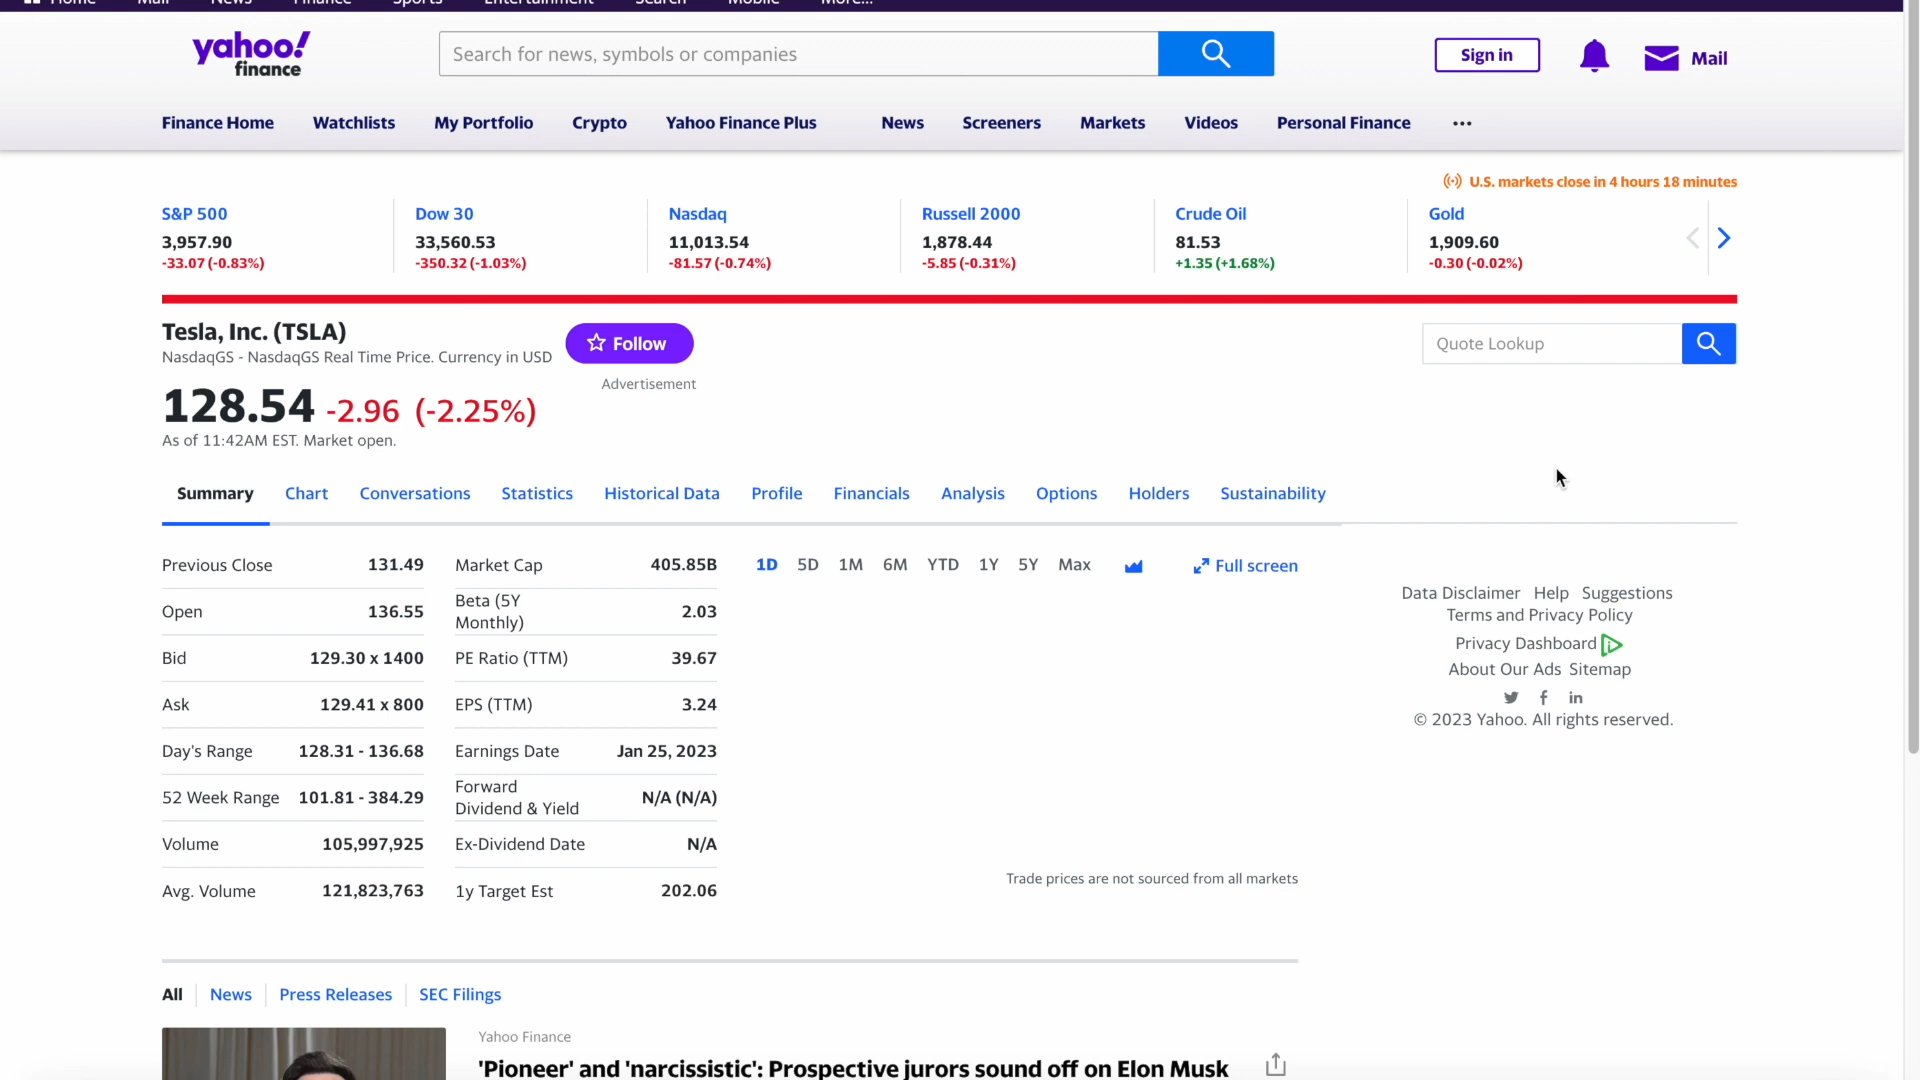 Home Mail News Finance Sports Entertainment Search Mobile More...
yahoo!
finance
Search for news, symbols or companies
Sign in
Mail
Finance Home Watchlists My Portfolio Crypto Yahoo Finance Plus News Screeners Markets Videos Personal Finance ...
U.S. markets close in 4 hours 18 minutes
S&P 500 Dow 30 Nasdaq Russell 2000 Crude Oil Gold
3,957.90 33,560.53 11,013.54 1,878.44 81.53 1,909.60
-33.07 (-0.83%) -350.32 (-1.03%) -81.57 (-0.74%) -5.85 (-0.31%) +1.35 (+1.68%) -0.30 (-0.02%)
Tesla, Inc. (TSLA)
NasdaqGS - NasdaqGS Real Time Price. Currency in USD
Follow
Quote Lookup
Advertisement
128.54 -2.96 (-2.25%)
As of 11:42AM EST. Market open.
Summary Chart Conversations Statistics Historical Data Profile Financials Analysis Options Holders Sustainability
Previous Close 131.49
Open 136.55
Bid 129.30 x 1400
Ask 129.41 x 800
Day's Range 128.31 - 136.68
52 Week Range 101.81 - 384.29
Volume 105,997,925
Avg. Volume 121,823,763
Market Cap 405.85B
Beta (5Y
Monthly) 2.03
PE Ratio (TTM) 39.67
EPS (TTM) 3.24
Earnings Date Jan 25, 2023
Forward
Dividend & Yield N/A (N/A)
Ex-Dividend Date N/A
1y Target Est 202.06
1D 5D 1M 6M YTD 1Y 5Y Max Full screen
Trade prices are not sourced from all markets
Data Disclaimer Help Suggestions
Terms and Privacy Policy
Privacy Dashboard
About Our Ads Sitemap
© 2023 Yahoo. All rights reserved.
All News Press Releases SEC Filings
Yahoo Finance
'Pioneer' and 'narcissistic': Prospective jurors sound off on Elon Musk